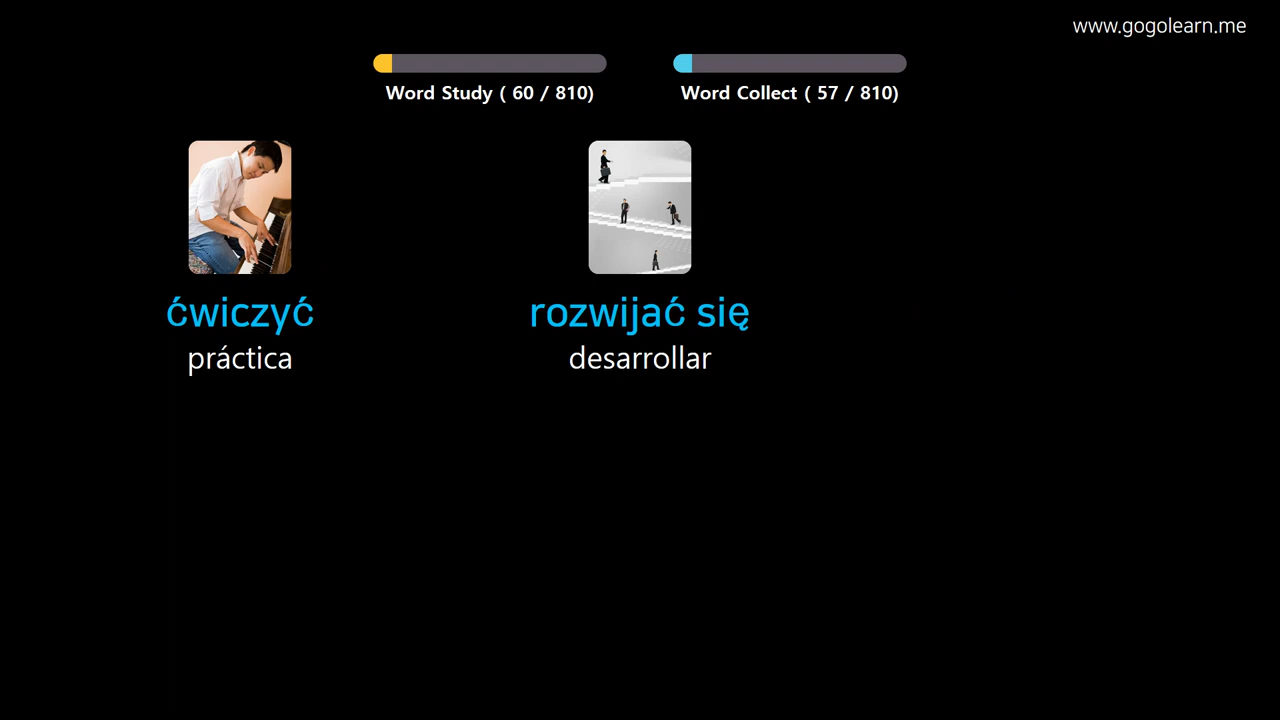 www.gogolearn.me
Word Study ( 60 / 810)
Word Collect ( 57 / 810)
ćwiczyć
práctica
rozwijać się
desarrollar